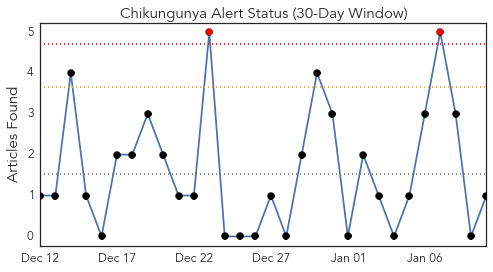 Chikungunya Alert Status (30-Day Window)
Articles Found
5
4
3
2
1
0
Dec 12 Dec 17 Dec 22 Dec 27 Jan 01 Jan 06